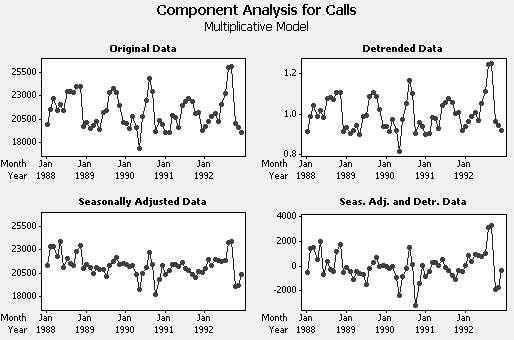 Component Analysis for Calls
Multiplicative Model
Original Data
25500
23000
20500
18000
Month Jan Jan Jan Jan Jan
Year 1988 1989 1990 1991 1992
Detrended Data
1.2
1.0
0.8
Month Jan Jan Jan Jan Jan
Year 1988 1989 1990 1991 1992
Seasonally Adjusted Data
25500
23000
20500
18000
Month Jan Jan Jan Jan Jan
Year 1988 1989 1990 1991 1992
Seas. Adj. and Detr. Data
4000
2000
0
-2000
Month Jan Jan Jan Jan Jan
Year 1988 1989 1990 1991 1992